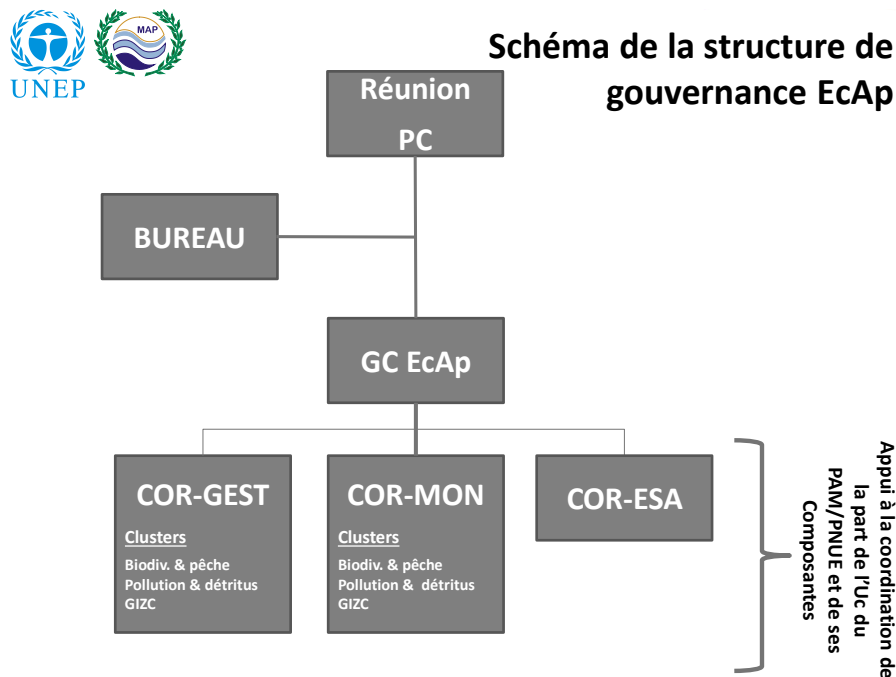 UNEP
MAP
Schéma de la structure de
gouvernance EcAp
Réunion
PC
BUREAU
GC EcAp
COR-GEST
Clusters
Biodiv. & pêche
Pollution & détritus
GIZC
COR-MON
Clusters
Biodiv. & pêche
Pollution & détritus
GIZC
COR-ESA
Appui à la coordination de
la part de l'Uc du
PAM/PNUE et de ses
Composantes